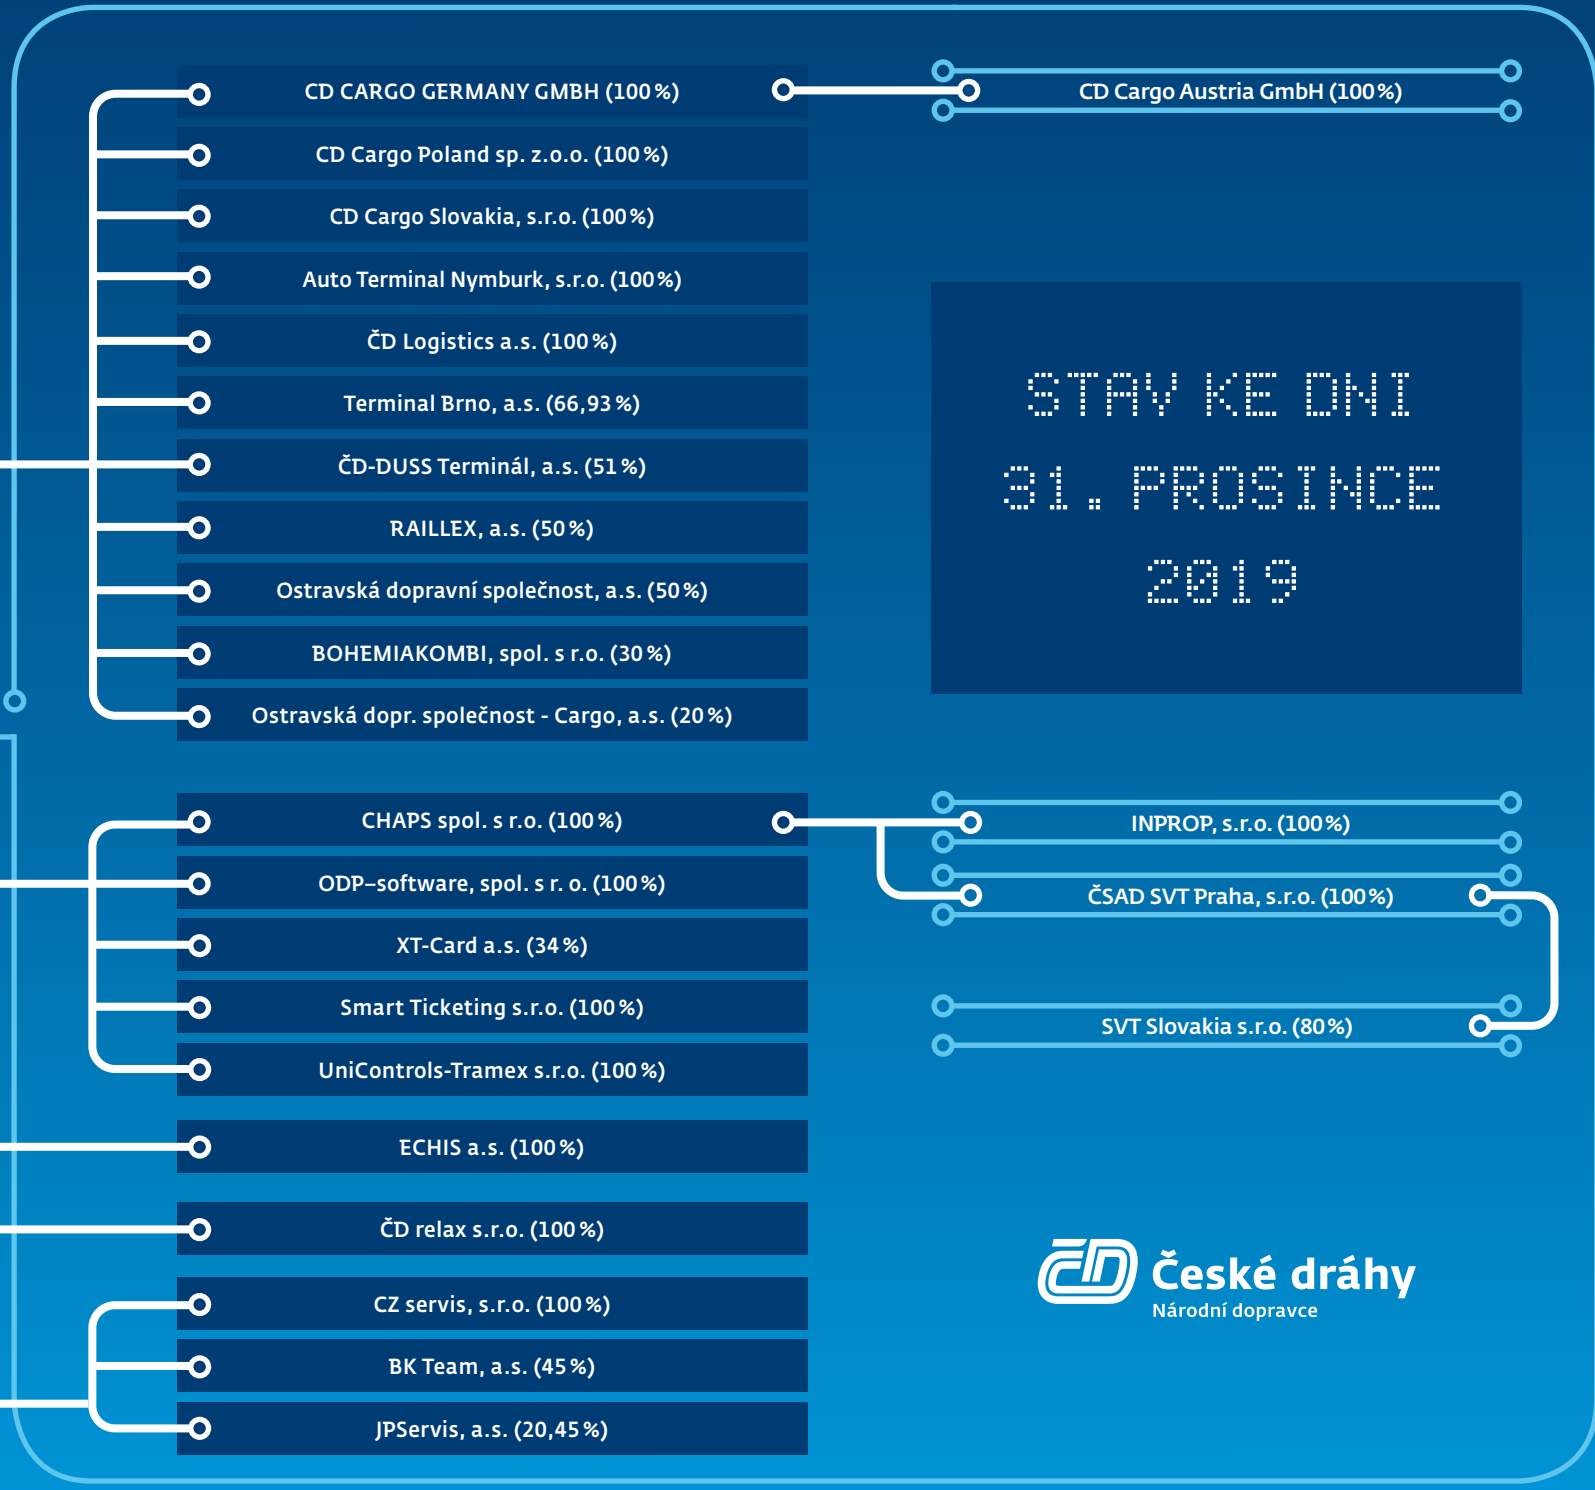 CD CARGO GERMANY GMBH (100 %)
CD Cargo Austria GmbH (100 %)
CD Cargo Poland sp. z.o.o. (100 %)
CD Cargo Slovakia, s.r.o. (100 %)
Auto Terminal Nymburk, s.r.o. (100 %)
ČD Logistics a.s. (100 %)
Terminal Brno, a.s. (66,93 %)
ČD-DUSS Terminál, a.s. (51 %)
RAILLEX, a.s. (50 %)
Ostravská dopravní společnost, a.s. (50 %)
BOHEMIAKOMBI, spol. s r.o. (30 %)
Ostravská dopr. společnost - Cargo, a.s. (20 %)
STAV KE DNI
31. PROSINCE
2019
CHAPS spol. s r.o. (100 %)
INPROP, s.r.o. (100 %)
ČSAD SVT Praha, s.r.o. (100 %)
SVT Slovakia s.r.o. (80 %)
ODP–software, spol. s r. o. (100 %)
XT-Card a.s. (34 %)
Smart Ticketing s.r.o. (100 %)
UniControls-Tramex s.r.o. (100 %)
ECHIS a.s. (100 %)
ČD relax s.r.o. (100 %)
CZ servis, s.r.o. (100 %)
BK Team, a.s. (45 %)
JPServis, a.s. (20,45 %)
ČD České dráhy
Národní dopravce